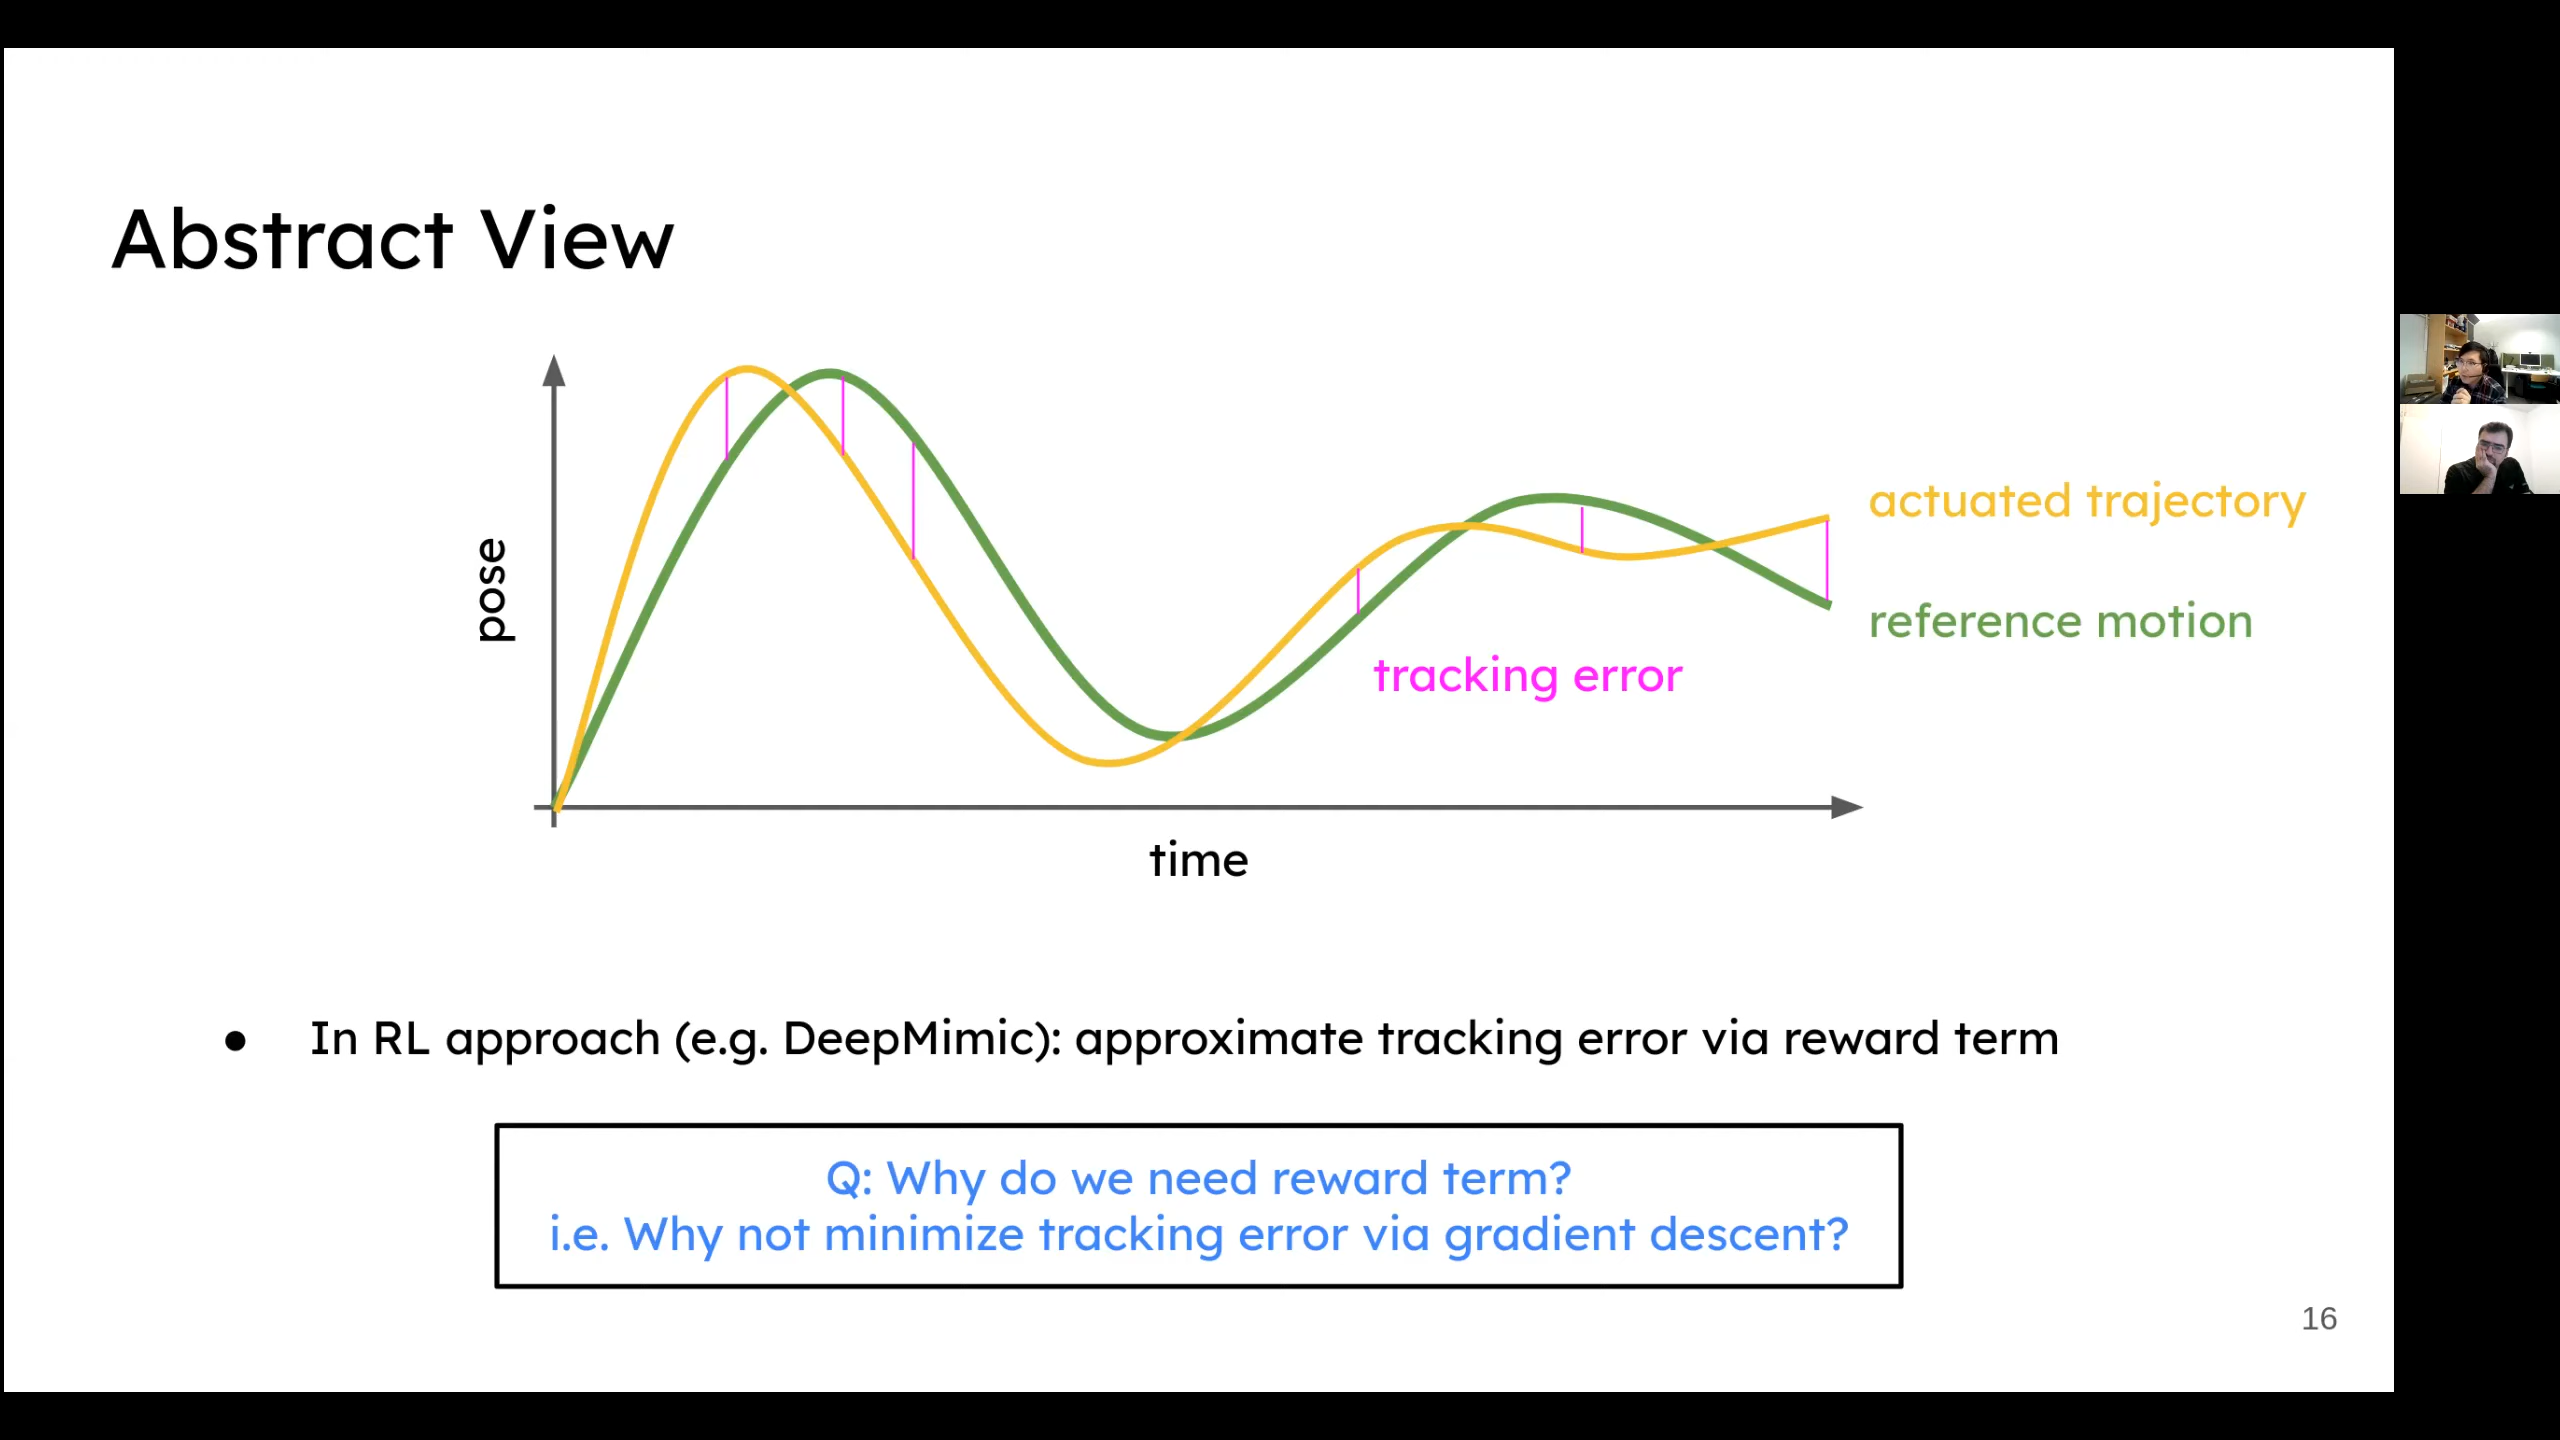 Abstract View
pose
actuated trajectory
reference motion
tracking error
time
● In RL approach (e.g. DeepMimic): approximate tracking error via reward term
Q: Why do we need reward term?
i.e. Why not minimize tracking error via gradient descent?
16